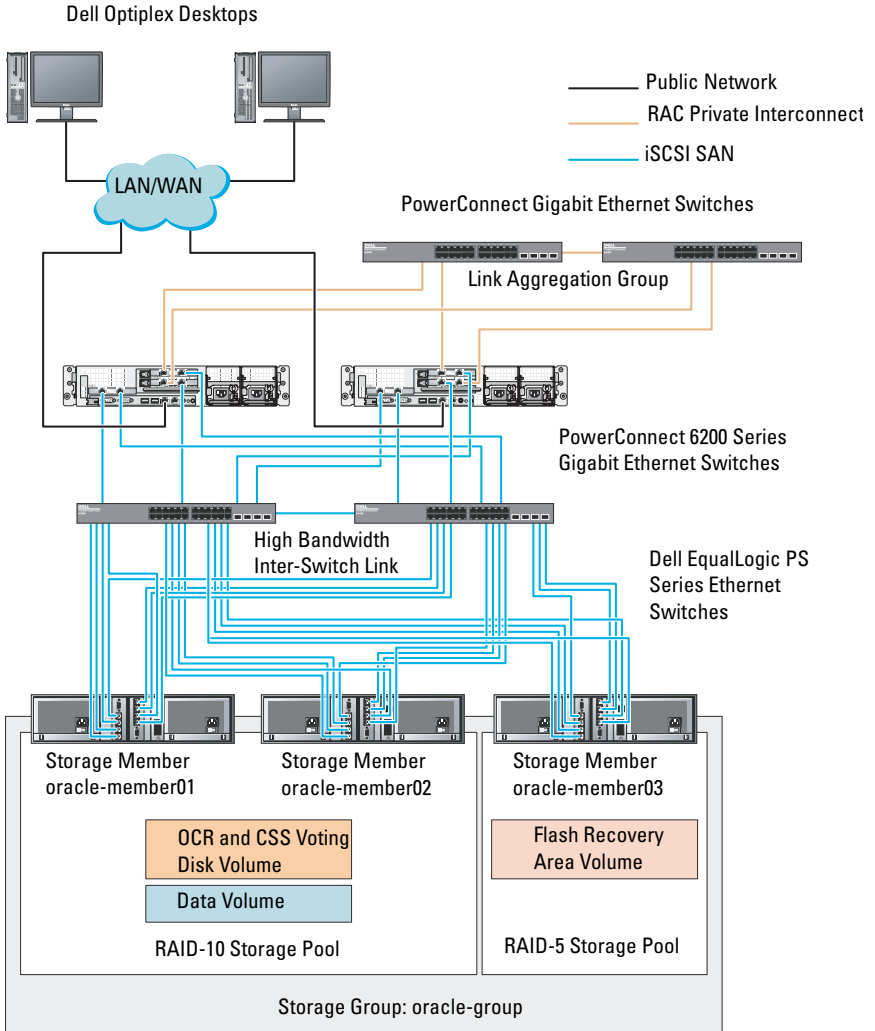 Dell Optiplex Desktops
Public Network
RAC Private Interconnect
iSCSI SAN
LAN/WAN
PowerConnect Gigabit Ethernet Switches
Link Aggregation Group
PowerConnect 6200 Series
Gigabit Ethernet Switches
High Bandwidth
Inter-Switch Link
Dell EqualLogic PS
Series Ethernet
Switches
Storage Member
oracle-member01
Storage Member
oracle-member02
Storage Member
oracle-member03
OCR and CSS Voting
Disk Volume
Data Volume
Flash Recovery
Area Volume
RAID-10 Storage Pool
RAID-5 Storage Pool
Storage Group: oracle-group